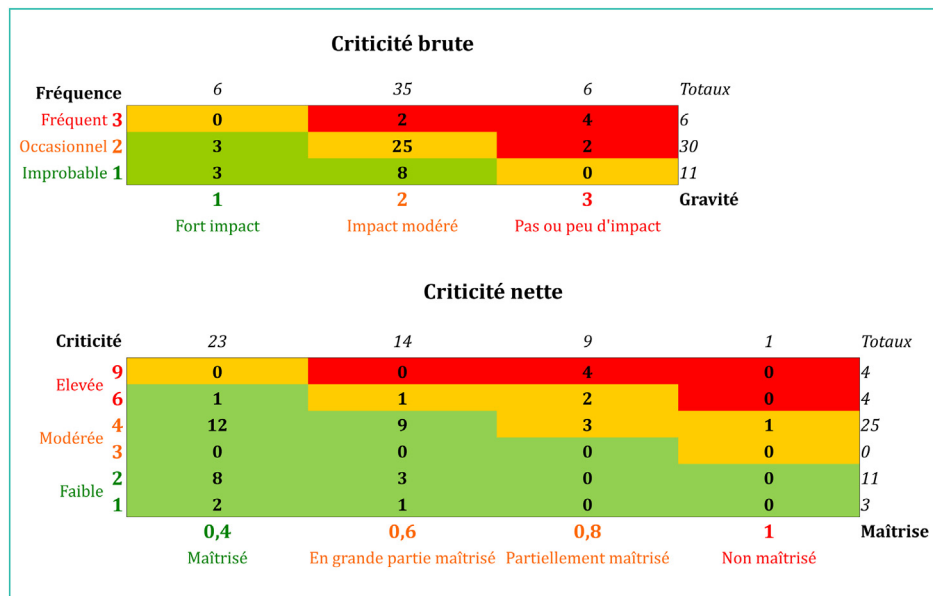 Criticité brute
Fréquence 6 35 6 Totaux
Fréquent 3 0 2 4 6
Occasionnel 2 3 25 2 30
Improbable 1 3 8 0 11
1 2 3 Gravité
Fort impact Impact modéré Pas ou peu d'impact
Criticité nette
Criticité 23 14 9 1 Totaux
Elevée
9 0 0 4 0 4
6 1 1 2 0 4
Modérée
4 12 9 3 1 25
3 0 0 0 0 0
Faible
2 8 3 0 0 11
1 2 1 0 0 3
0,4 0,6 0,8 1 Maîtrise
Maîtrisé En grande partie maîtrisé Partiellement maîtrisé Non maîtrisé